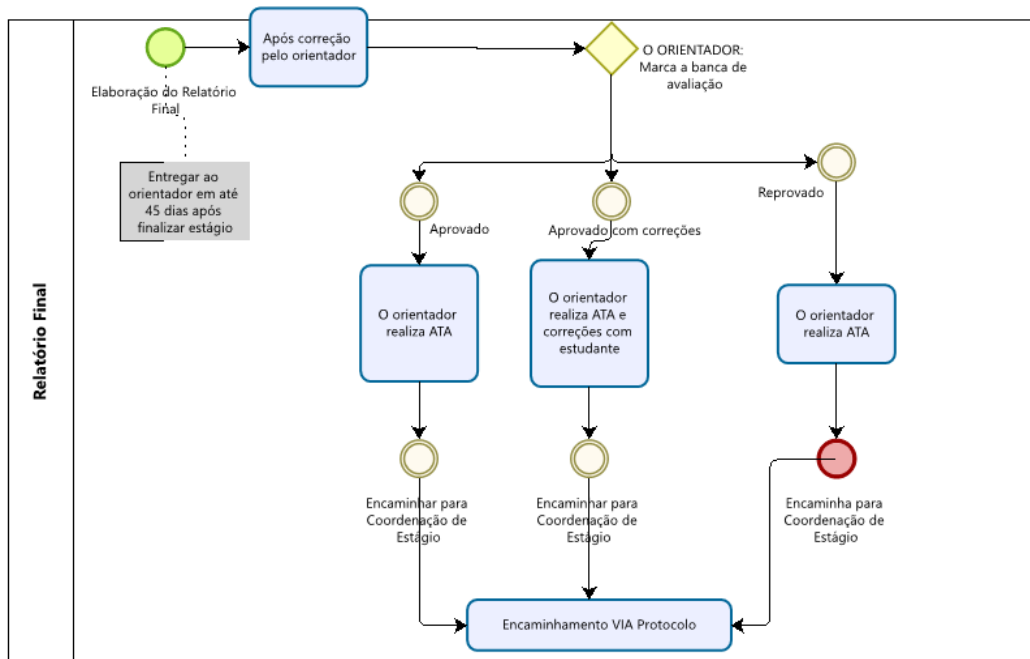 Relatório Final
Elaboração do Relatório
Final
Após correção
pelo orientador
O ORIENTADOR:
Marca a banca de
avaliação
Entregar ao
orientador em até
45 dias após
finalizar estágio
Aprovado
Aprovado com correções
Reprovado
O orientador
realiza ATA
O orientador
realiza ATA e
correções com
estudante
O orientador
realiza ATA
Encaminhar para
Coordenação de
Estágio
Encaminhar para
Coordenação de
Estágio
Encaminha para
Coordenação de
Estágio
Encaminhamento VIA Protocolo